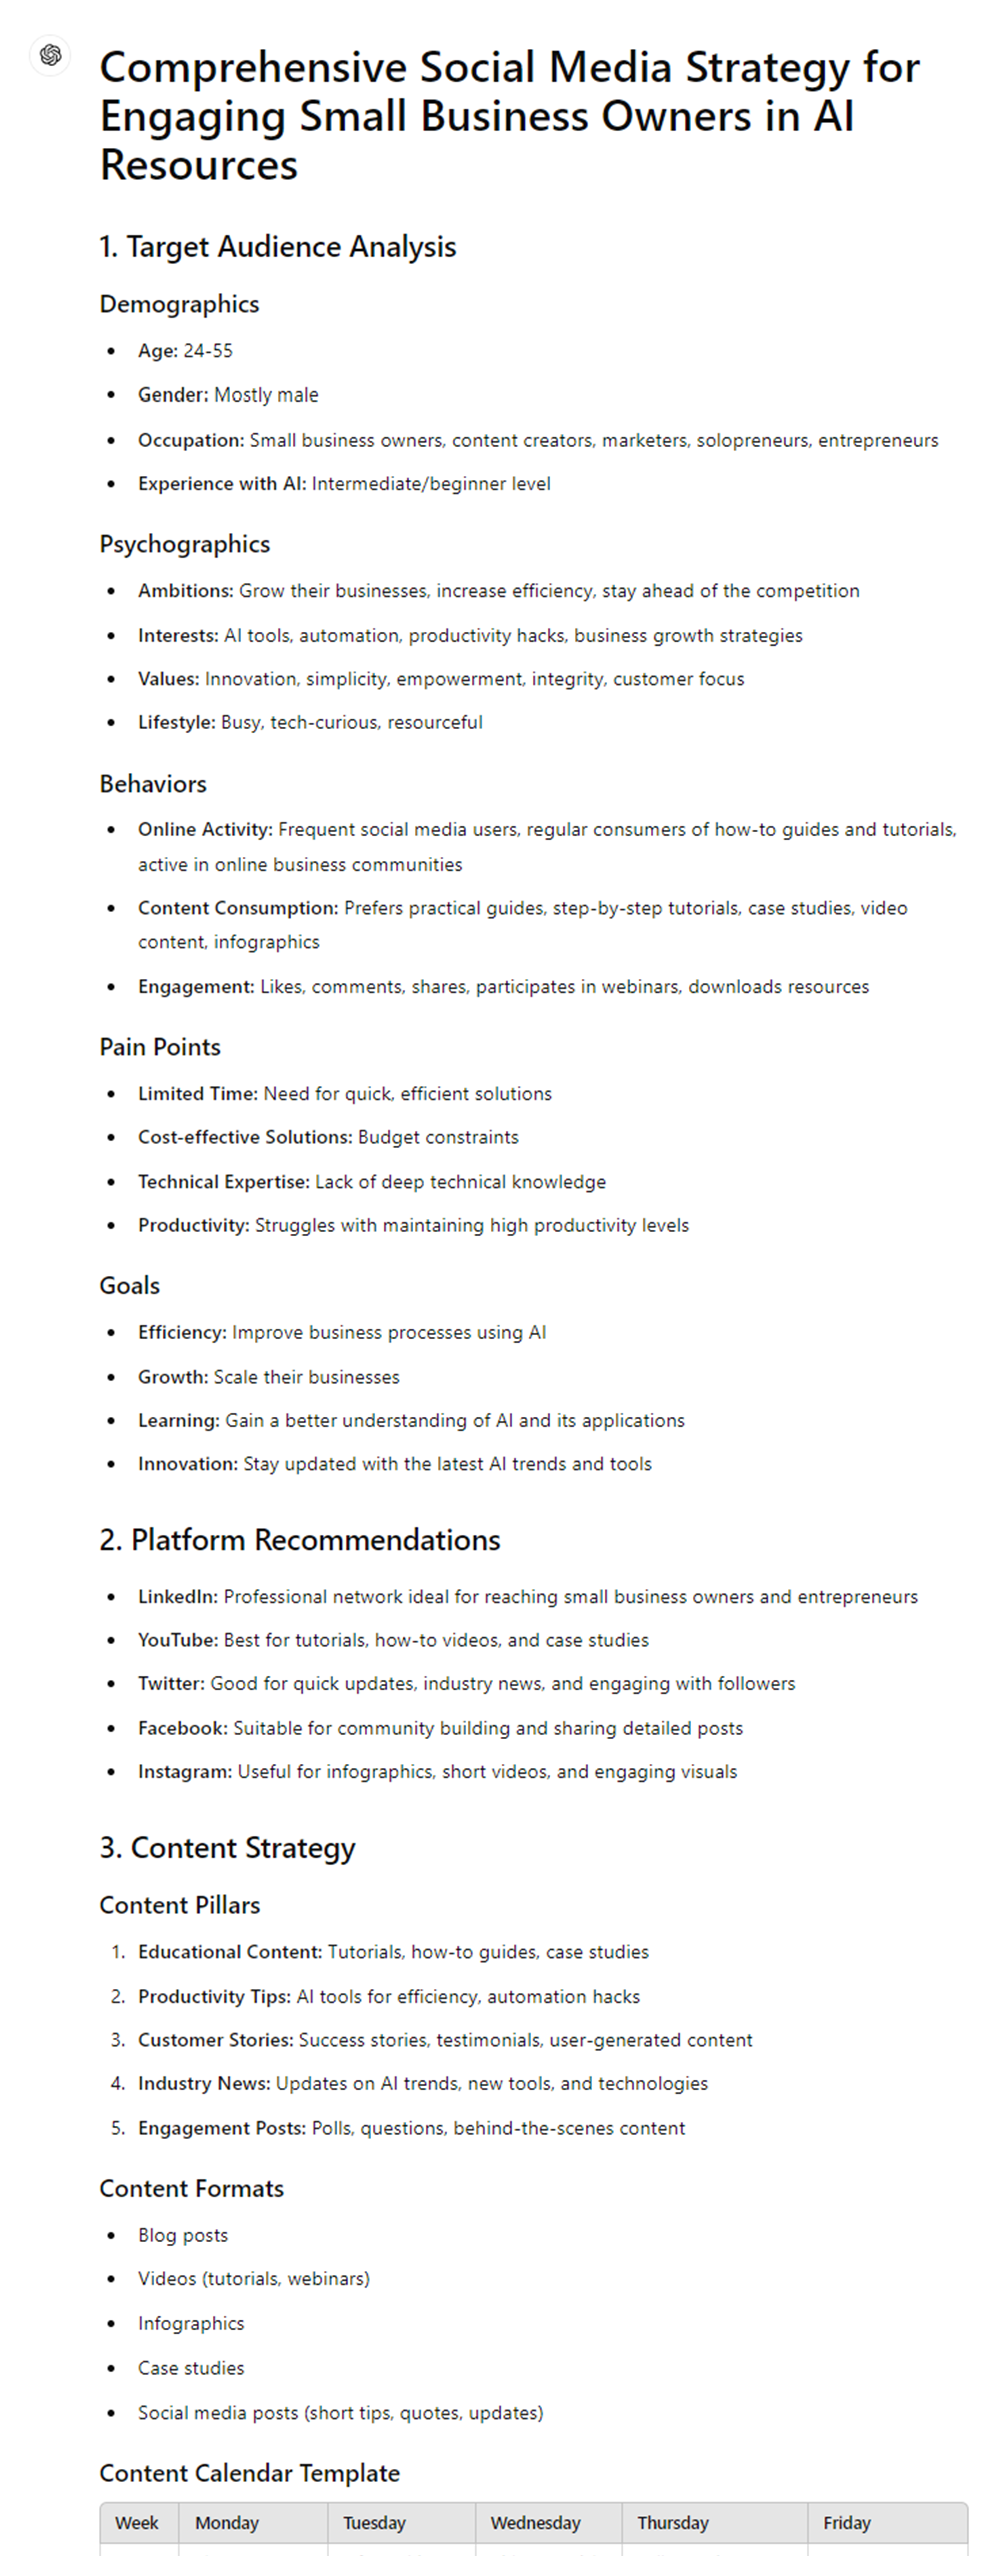 Comprehensive Social Media Strategy for
Engaging Small Business Owners in AI
Resources
1. Target Audience Analysis
Demographics
• Age: 24-55
• Gender: Mostly male
• Occupation: Small business owners, content creators, marketers, solopreneurs, entrepreneurs
• Experience with AI: Intermediate/beginner level
Psychographics
• Ambitions: Grow their businesses, increase efficiency, stay ahead of the competition
• Interests: AI tools, automation, productivity hacks, business growth strategies
• Values: Innovation, simplicity, empowerment, integrity, customer focus
• Lifestyle: Busy, tech-curious, resourceful
Behaviors
• Online Activity: Frequent social media users, regular consumers of how-to guides and tutorials,
active in online business communities
• Content Consumption: Prefers practical guides, step-by-step tutorials, case studies, video
content, infographics
• Engagement: Likes, comments, shares, participates in webinars, downloads resources
Pain Points
• Limited Time: Need for quick, efficient solutions
• Cost-effective Solutions: Budget constraints
• Technical Expertise: Lack of deep technical knowledge
• Productivity: Struggles with maintaining high productivity levels
Goals
• Efficiency: Improve business processes using AI
• Growth: Scale their businesses
• Learning: Gain a better understanding of AI and its applications
• Innovation: Stay updated with the latest AI trends and tools
2. Platform Recommendations
• LinkedIn: Professional network ideal for reaching small business owners and entrepreneurs
• YouTube: Best for tutorials, how-to videos, and case studies
• Twitter: Good for quick updates, industry news, and engaging with followers
• Facebook: Suitable for community building and sharing detailed posts
• Instagram: Useful for infographics, short videos, and engaging visuals
3. Content Strategy
Content Pillars
1. Educational Content: Tutorials, how-to guides, case studies
2. Productivity Tips: AI tools for efficiency, automation hacks
3. Customer Stories: Success stories, testimonials, user-generated content
4. Industry News: Updates on AI trends, new tools, and technologies
5. Engagement Posts: Polls, questions, behind-the-scenes content
Content Formats
• Blog posts
• Videos (tutorials, webinars)
• Infographics
• Case studies
• Social media posts (short tips, quotes, updates)
Content Calendar Template
Week Monday Tuesday Wednesday Thursday Friday